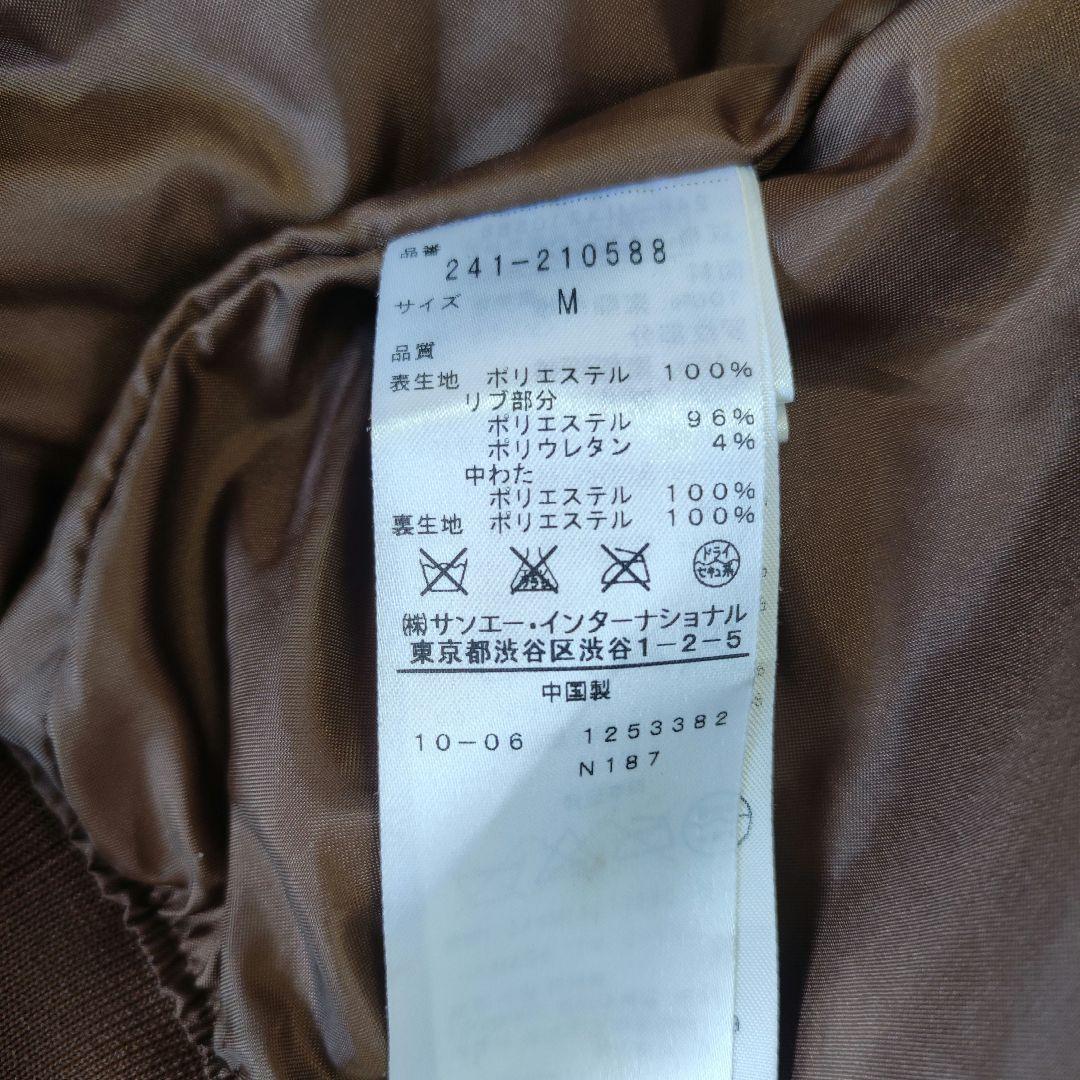 品番 241-210588
サイズ M
品質
表生地 ポリエステル 100%
リブ部分
ポリエステル 96%
ポリウレタン 4%
中わた
ポリエステル 100%
裏生地 ポリエステル 100%
ドライ
セキユ系
㈱サンエー・インターナショナル
東京都渋谷区渋谷1-2-5
中国製
10-06 1253382
N187